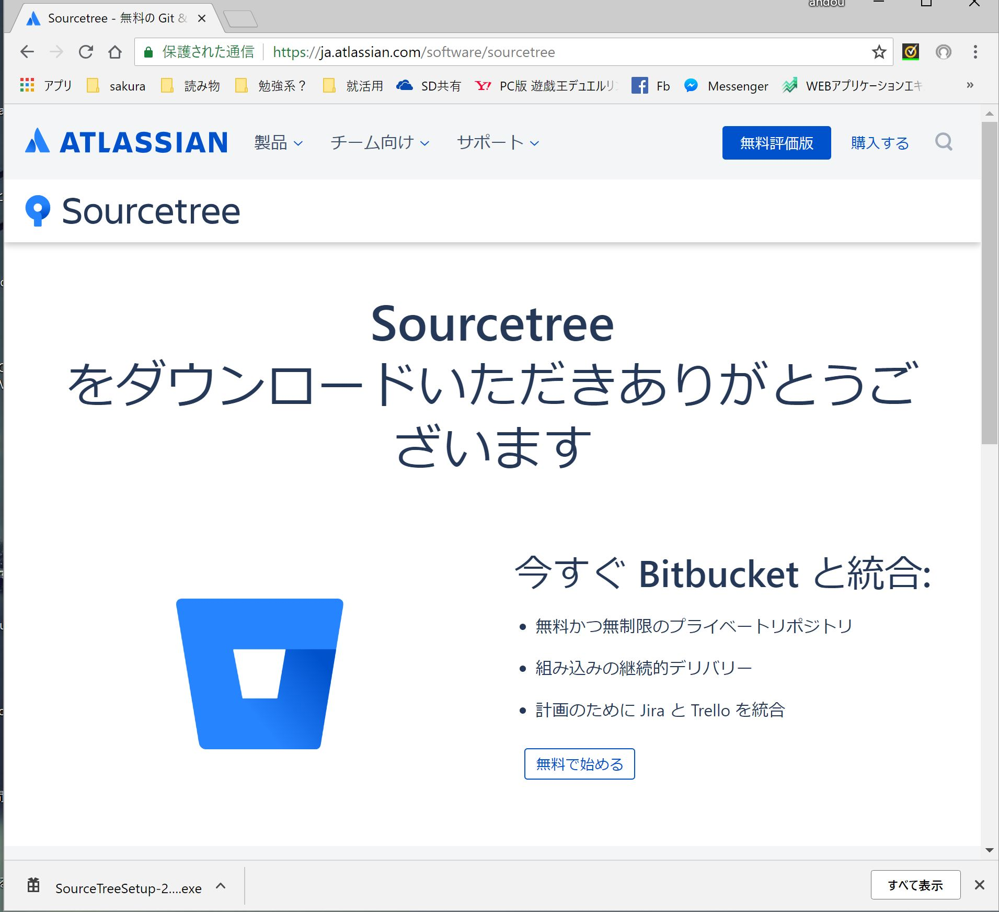 andou
Sourcetree - 無料の Git &
保護された通信 https://ja.atlassian.com/software/sourcetree
アプリ sakura 読み物 勉強系？ 就活用 SD共有 PC版 遊戯王デュエルリン Fb Messenger WEBアプリケーションエキ »
ATLASSIAN 製品 チーム向け サポート 無料評価版 購入する
Sourcetree
Sourcetree
をダウンロードいただきありがとうご
ざいます
今すぐ Bitbucket と統合:
• 無料かつ無制限のプライベートリポジトリ
• 組み込みの継続的デリバリー
• 計画のために Jira と Trello を統合
無料で始める
SourceTreeSetup-2....exe すべて表示